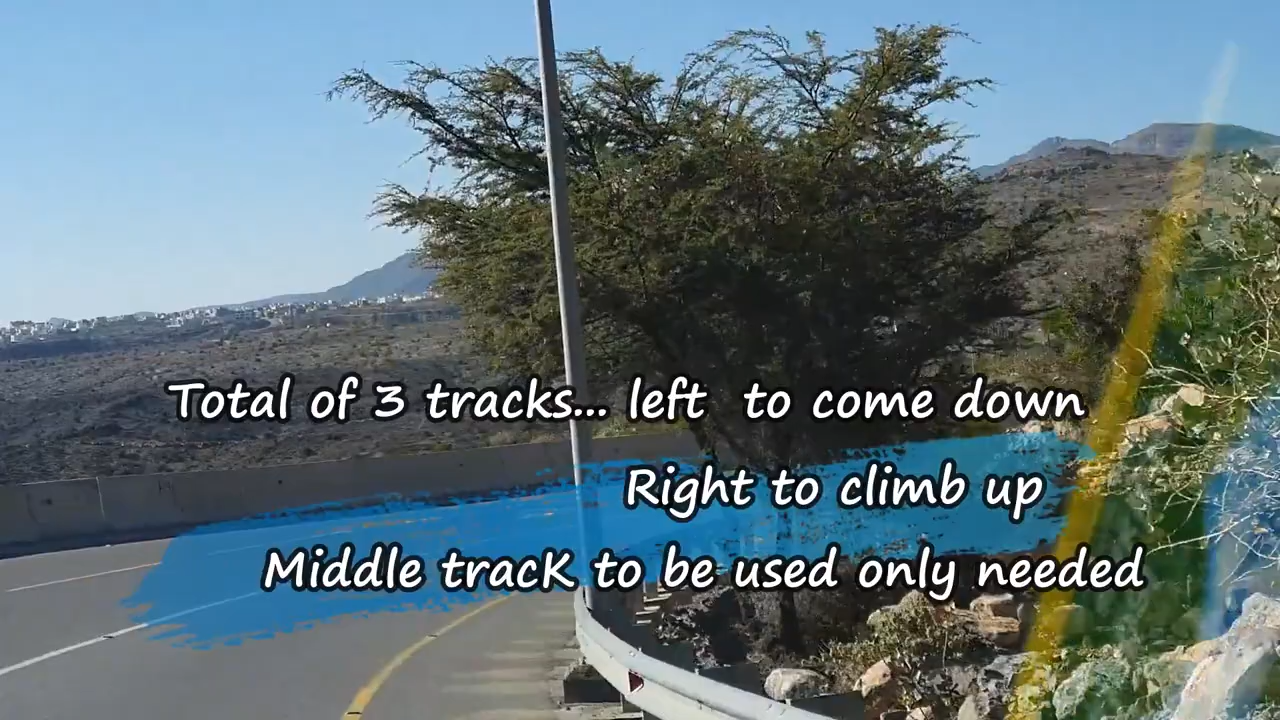 Total of 3 tracks... left to come down
Right to climb up
Middle tracK to be used only needed